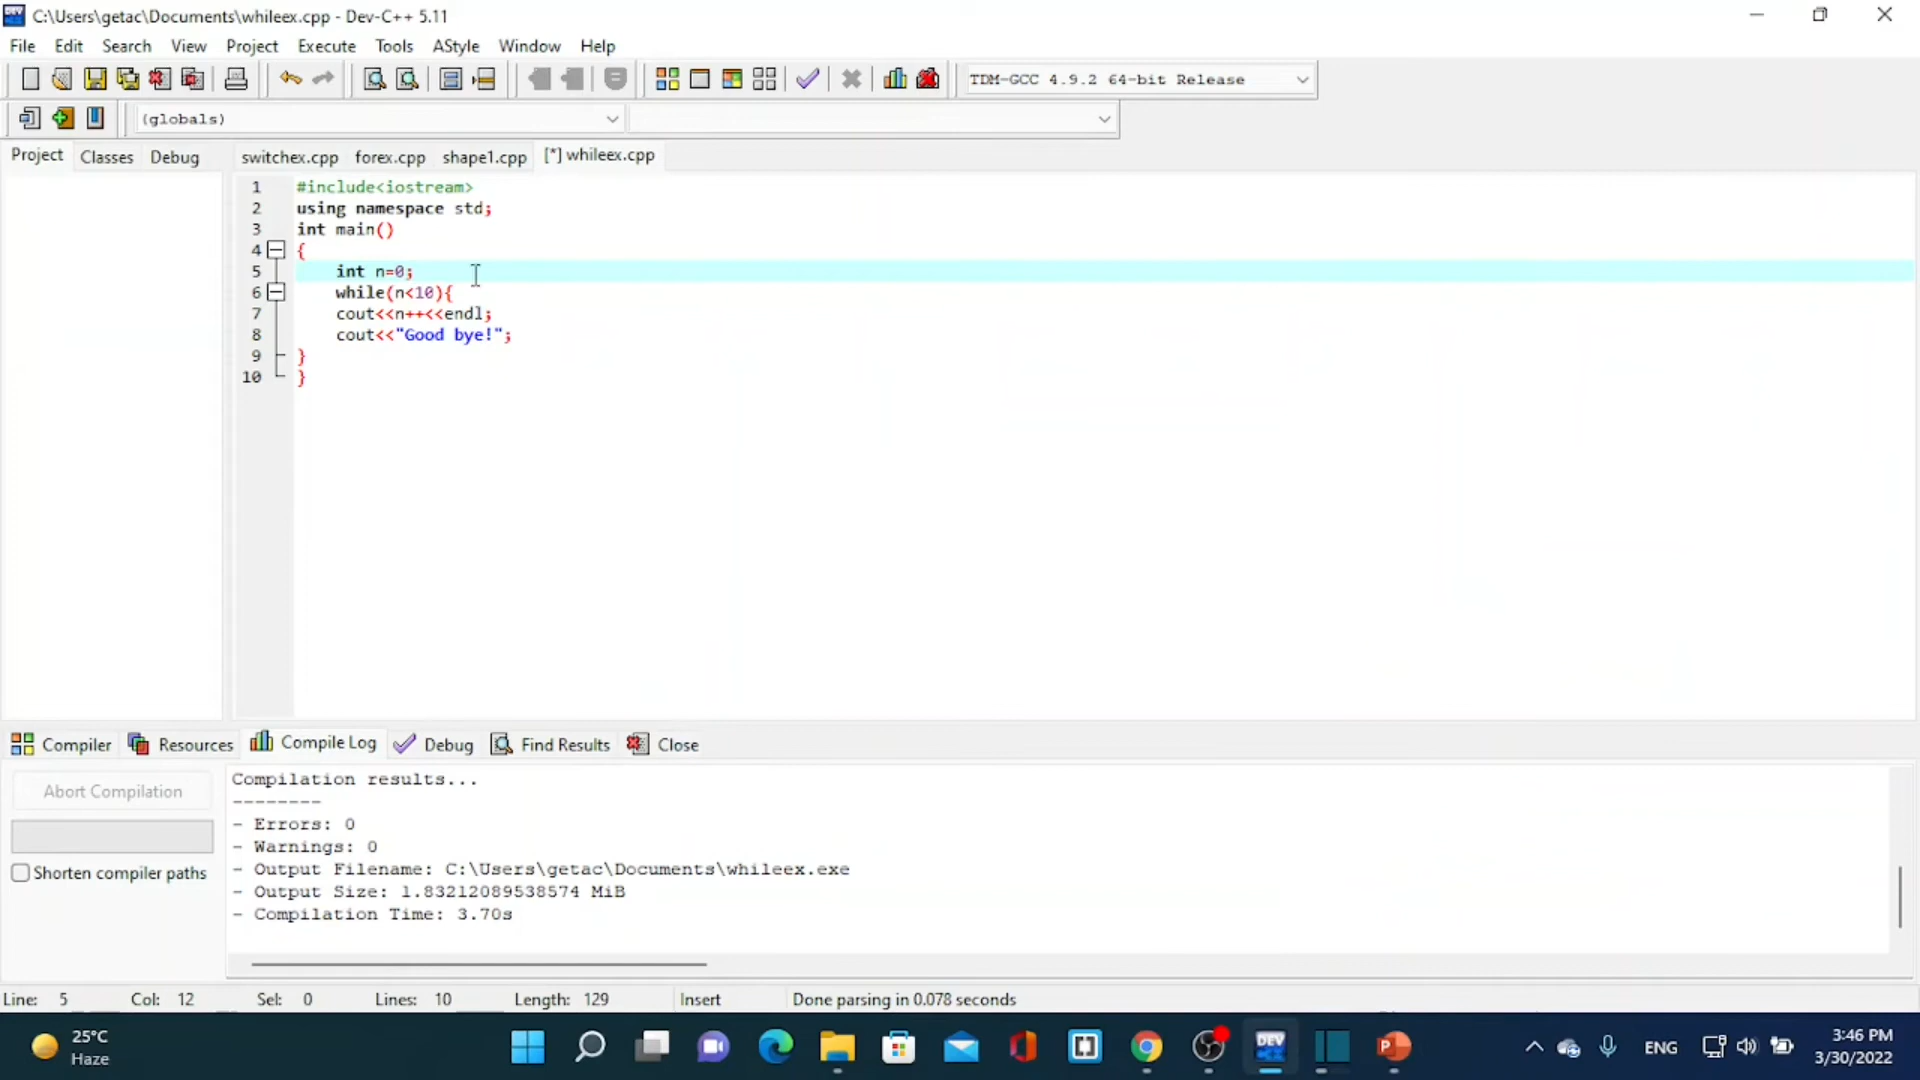 C:\Users\getac\Documents\whileex.cpp - Dev-C++ 5.11
File Edit Search View Project Execute Tools AStyle Window Help
TDM-GCC 4.9.2 64-bit Release
(globals)
Project Classes Debug
switchex.cpp forex.cpp shape1.cpp [*] whileex.cpp
1 #include<iostream>
2 using namespace std;
3 int main()
4 {
5 int n=0;
6 while(n<10){
7 cout<<n++<<endl;
8 cout<<"Good bye!";
9 }
10 }
Compiler Resources Compile Log Debug Find Results Close
Abort Compilation
Shorten compiler paths
Compilation results...
--------
- Errors: 0
- Warnings: 0
- Output Filename: C:\Users\getac\Documents\whileex.exe
- Output Size: 1.83212089538574 MiB
- Compilation Time: 3.70s
Line: 5 Col: 12 Sel: 0 Lines: 10 Length: 129 Insert Done parsing in 0.078 seconds
25°C
Haze
DEV
P
ENG
3:46 PM
3/30/2022